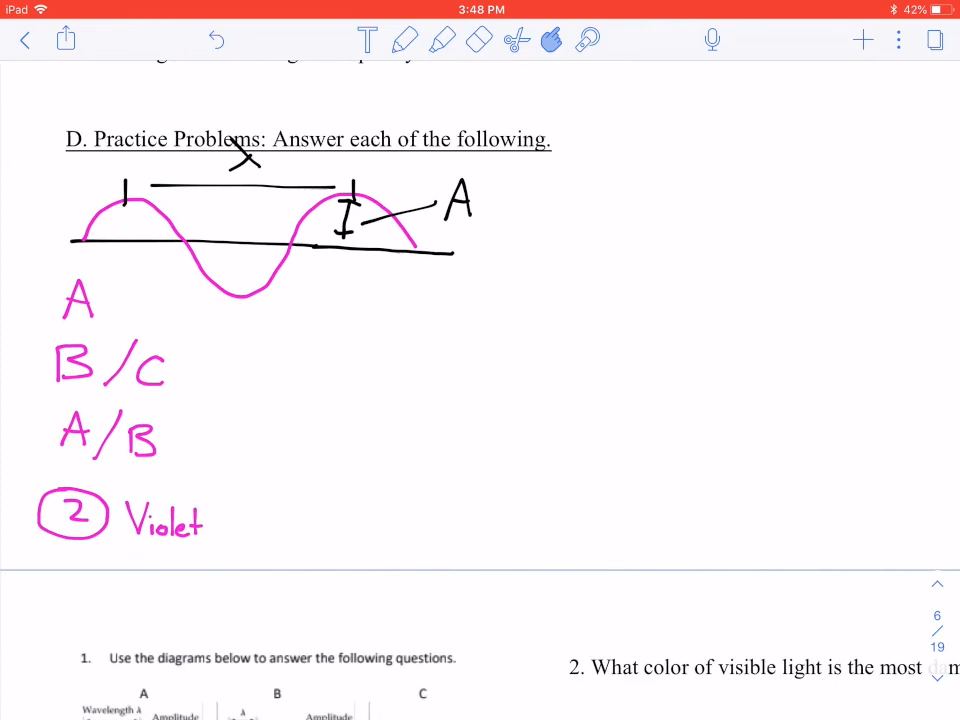 iPad 3:48 PM 42%
T
D. Practice Problems: Answer each of the following.
λ
A
A
B/C
A/B
2 Violet
6
/
19
1. Use the diagrams below to answer the following questions.
2. What color of visible light is the most
A B C
Wavelength λ Amplitude λ Amplitude